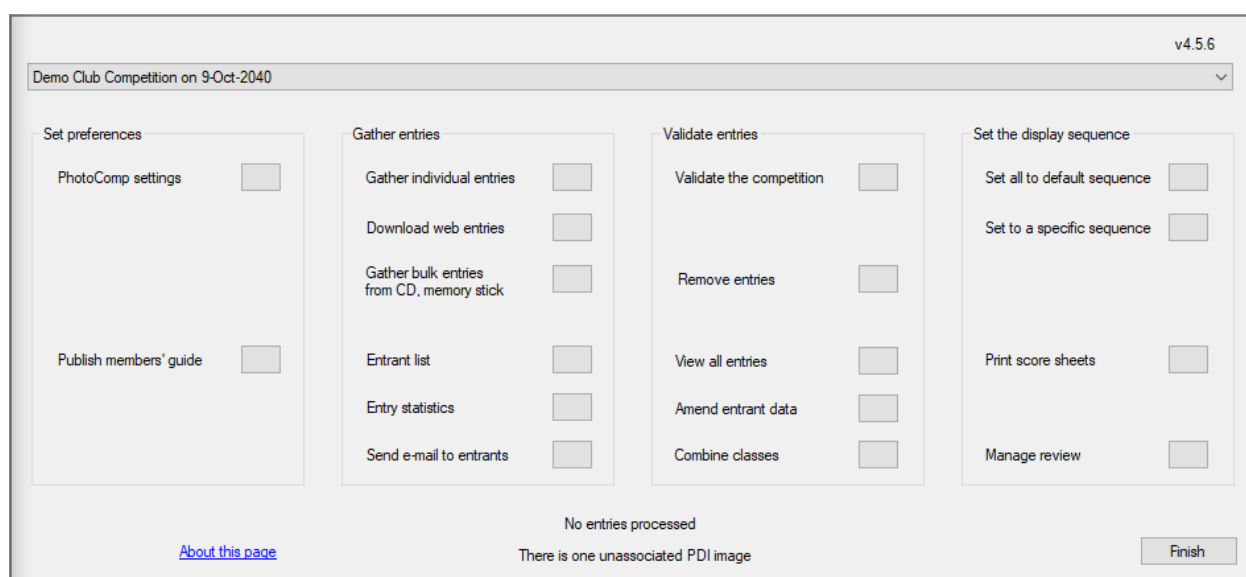 v4.5.6
Demo Club Competition on 9-Oct-2040
Set preferences
PhotoComp settings
Publish members' guide
Gather entries
Gather individual entries
Download web entries
Gather bulk entries
from CD, memory stick
Entrant list
Entry statistics
Send e-mail to entrants
Validate entries
Validate the competition
Remove entries
View all entries
Amend entrant data
Combine classes
Set the display sequence
Set all to default sequence
Set to a specific sequence
Print score sheets
Manage review
No entries processed
About this page
There is one unassociated PDI image
Finish